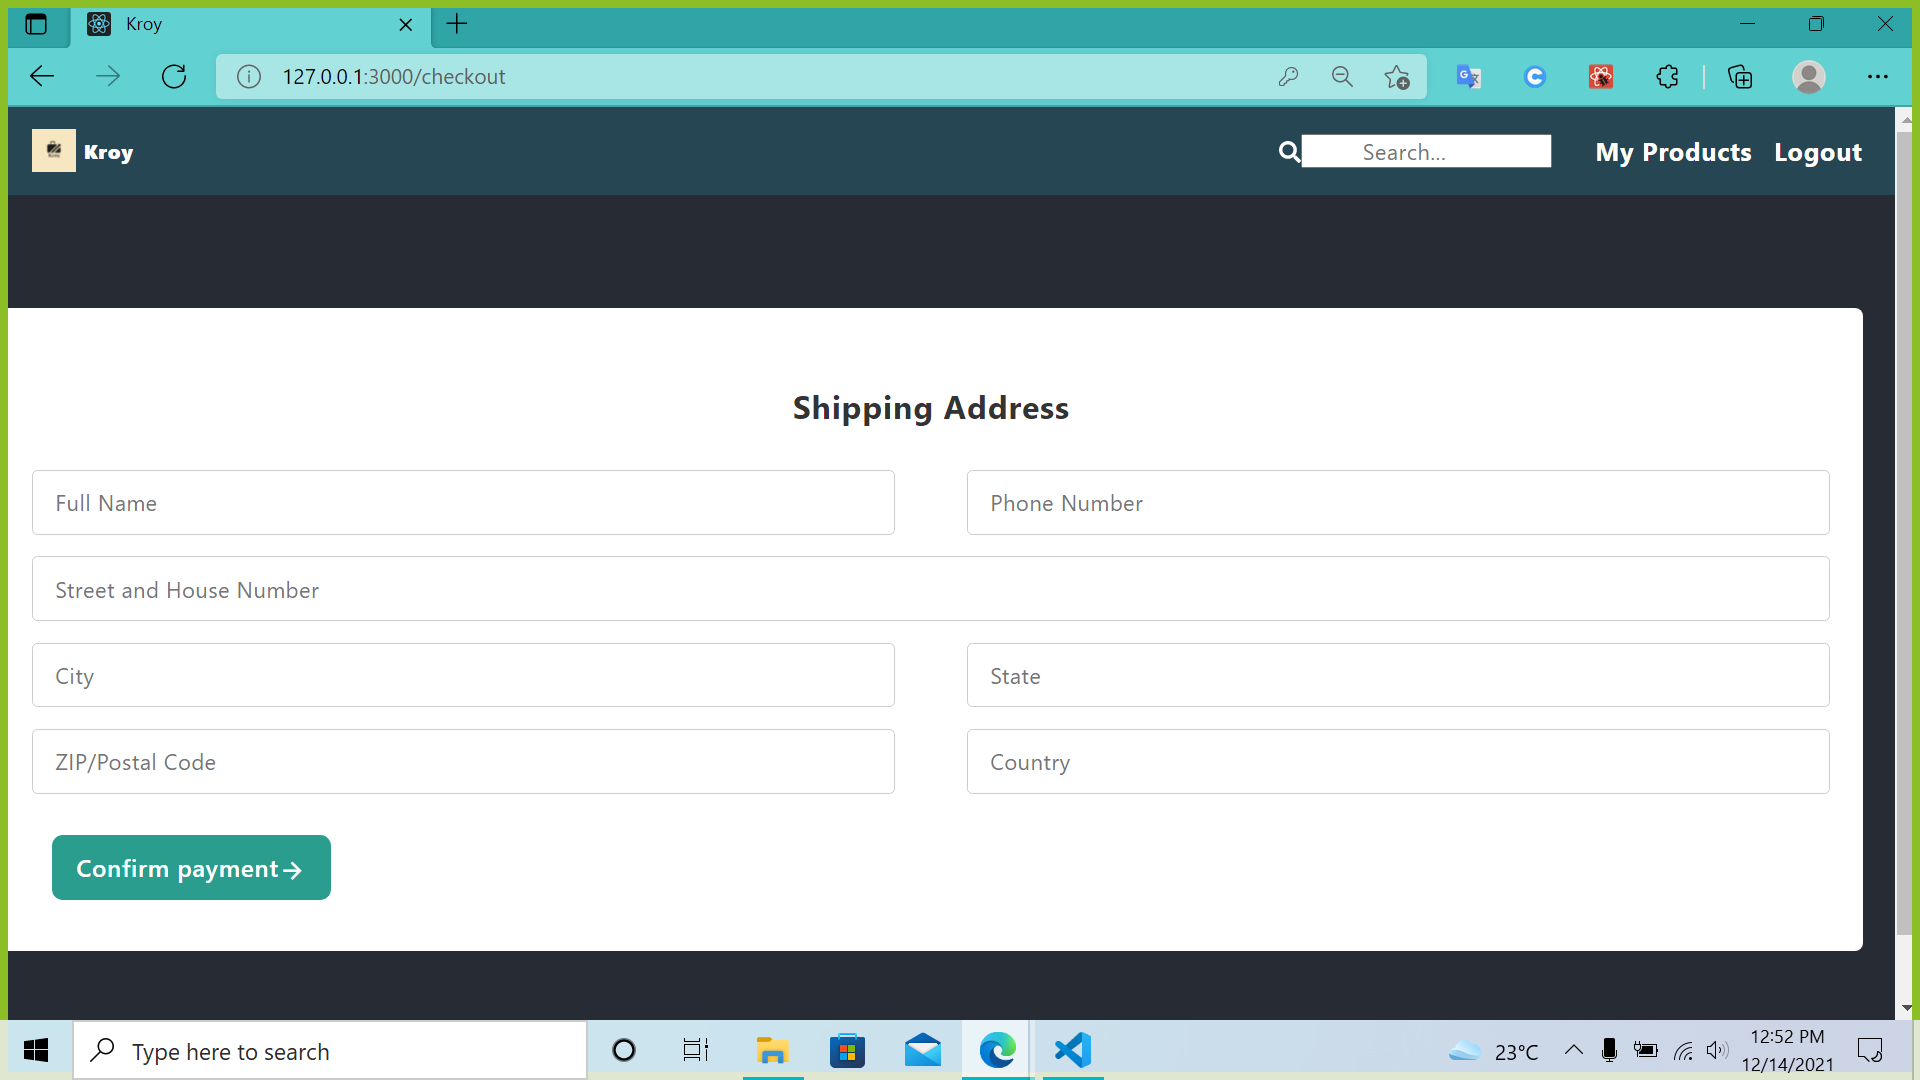 Kroy
127.0.0.1:3000/checkout
Kroy
Search...
My Products
Logout
Shipping Address
Full Name
Phone Number
Street and House Number
City
State
ZIP/Postal Code
Country
Confirm payment→
Type here to search
23°C
12:52 PM
12/14/2021